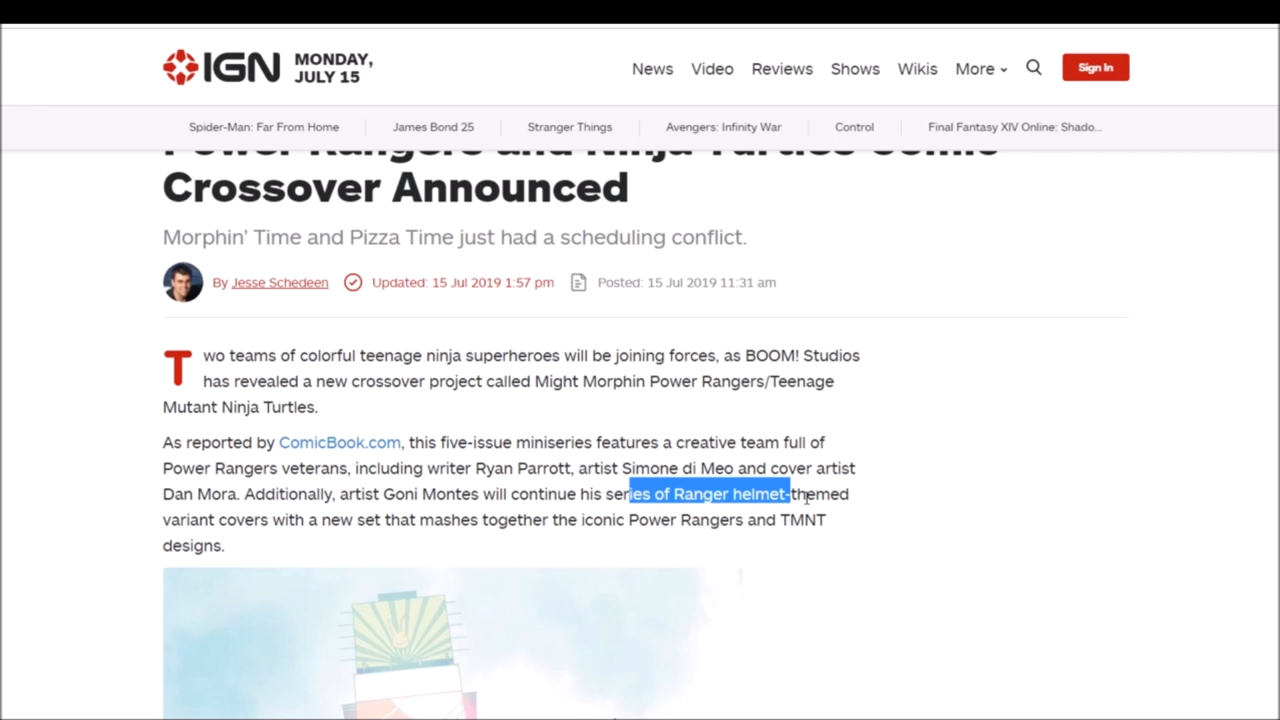 IGN
MONDAY,
JULY 15
News Video Reviews Shows Wikis More Sign In
Spider-Man: Far From Home James Bond 25 Stranger Things Avengers: Infinity War Control Final Fantasy XIV Online: Shado...
Power Rangers and Ninja Turtles Comic
Crossover Announced
Morphin' Time and Pizza Time just had a scheduling conflict.
By Jesse Schedeen Updated: 15 Jul 2019 1:57 pm Posted: 15 Jul 2019 11:31 am
Two teams of colorful teenage ninja superheroes will be joining forces, as BOOM! Studios
has revealed a new crossover project called Might Morphin Power Rangers/Teenage
Mutant Ninja Turtles.
As reported by ComicBook.com, this five-issue miniseries features a creative team full of
Power Rangers veterans, including writer Ryan Parrott, artist Simone di Meo and cover artist
Dan Mora. Additionally, artist Goni Montes will continue his series of Ranger helmet-themed
variant covers with a new set that mashes together the iconic Power Rangers and TMNT
designs.